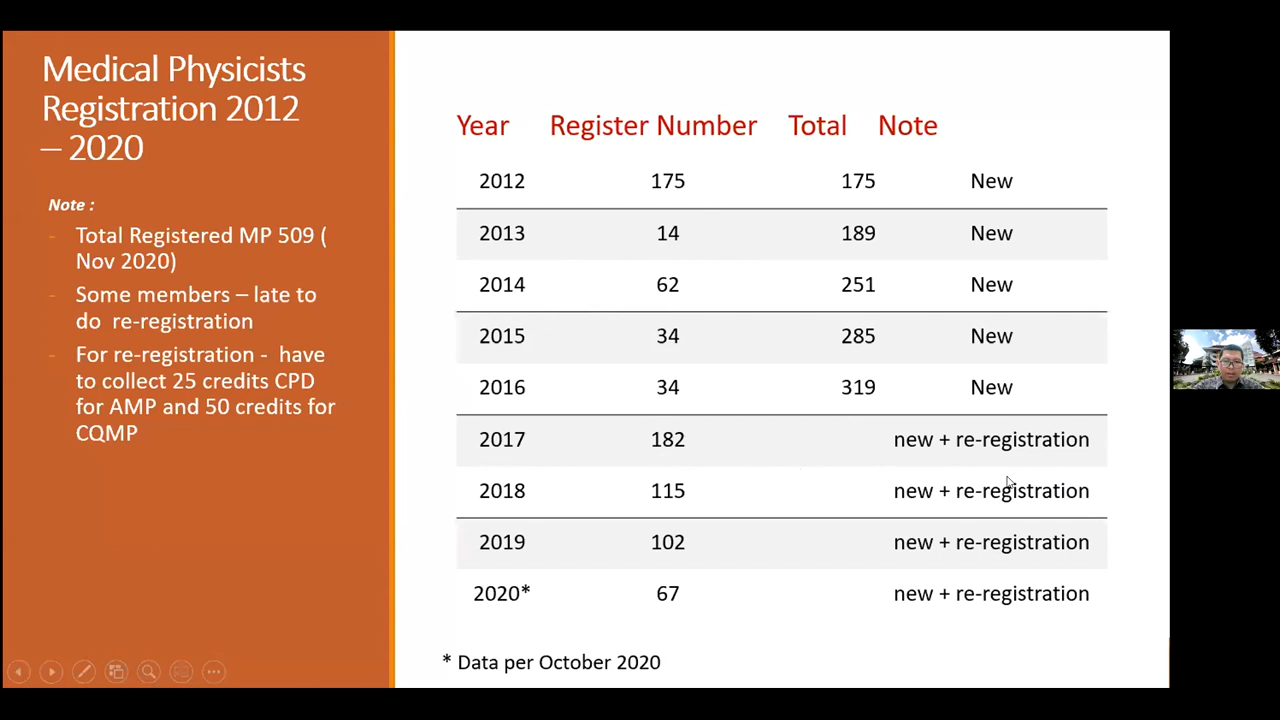 Medical Physicists
Registration 2012
– 2020
Note :
- Total Registered MP 509 (
Nov 2020)
- Some members – late to
do re-registration
- For re-registration - have
to collect 25 credits CPD
for AMP and 50 credits for
CQMP
Year Register Number Total Note
2012 175 175 New
2013 14 189 New
2014 62 251 New
2015 34 285 New
2016 34 319 New
2017 182 new + re-registration
2018 115 new + re-registration
2019 102 new + re-registration
2020* 67 new + re-registration
* Data per October 2020